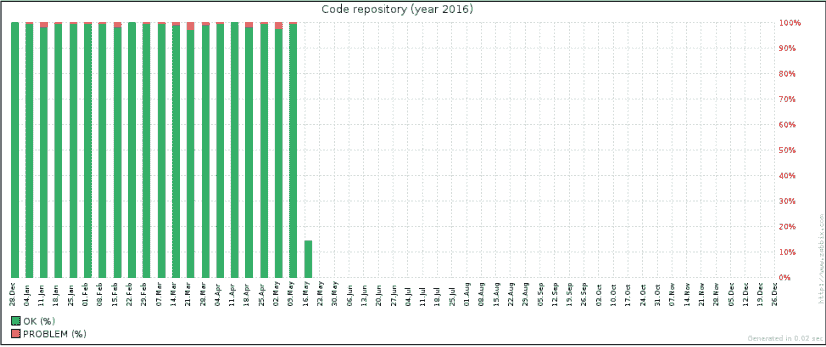 Code repository (year 2016)
100%
90%
80%
70%
60%
50%
40%
30%
20%
10%
0%
28.Dec
04.Jan
11.Jan
18.Jan
25.Jan
01.Feb
08.Feb
15.Feb
22.Feb
29.Feb
07.Mar
14.Mar
21.Mar
28.Mar
04.Apr
11.Apr
18.Apr
25.Apr
02.May
09.May
16.May
23.May
30.May
06.Jun
13.Jun
20.Jun
27.Jun
04.Jul
11.Jul
18.Jul
25.Jul
01.Aug
08.Aug
15.Aug
22.Aug
29.Aug
05.Sep
12.Sep
19.Sep
26.Sep
03.Oct
10.Oct
17.Oct
24.Oct
31.Oct
07.Nov
14.Nov
21.Nov
28.Nov
05.Dec
12.Dec
19.Dec
26.Dec
OK (%)
PROBLEM (%)
http://www.zabbix.com
Generated in 0.02 sec